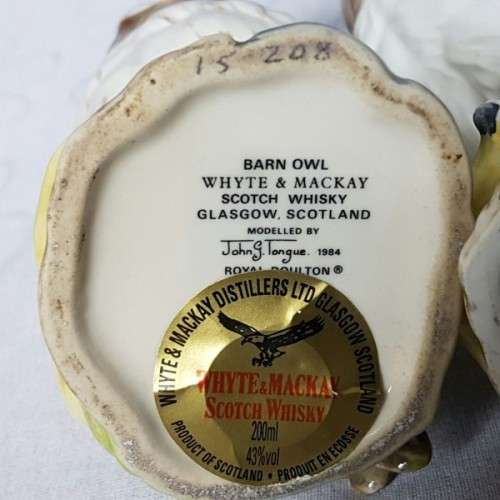 15 208
BARN OWL
WHYTE & MACKAY
SCOTCH WHISKY
GLASGOW, SCOTLAND
MODELLED BY
John G. Tongue. 1984
ROYAL DOULTON®
WHYTE & MACKAY DISTILLERS LTD GLASGOW SCOTLAND
WHYTE & MACKAY
SCOTCH WHISKY
200ml
43%vol
PRODUCT OF SCOTLAND • PRODUIT EN ECOSSE